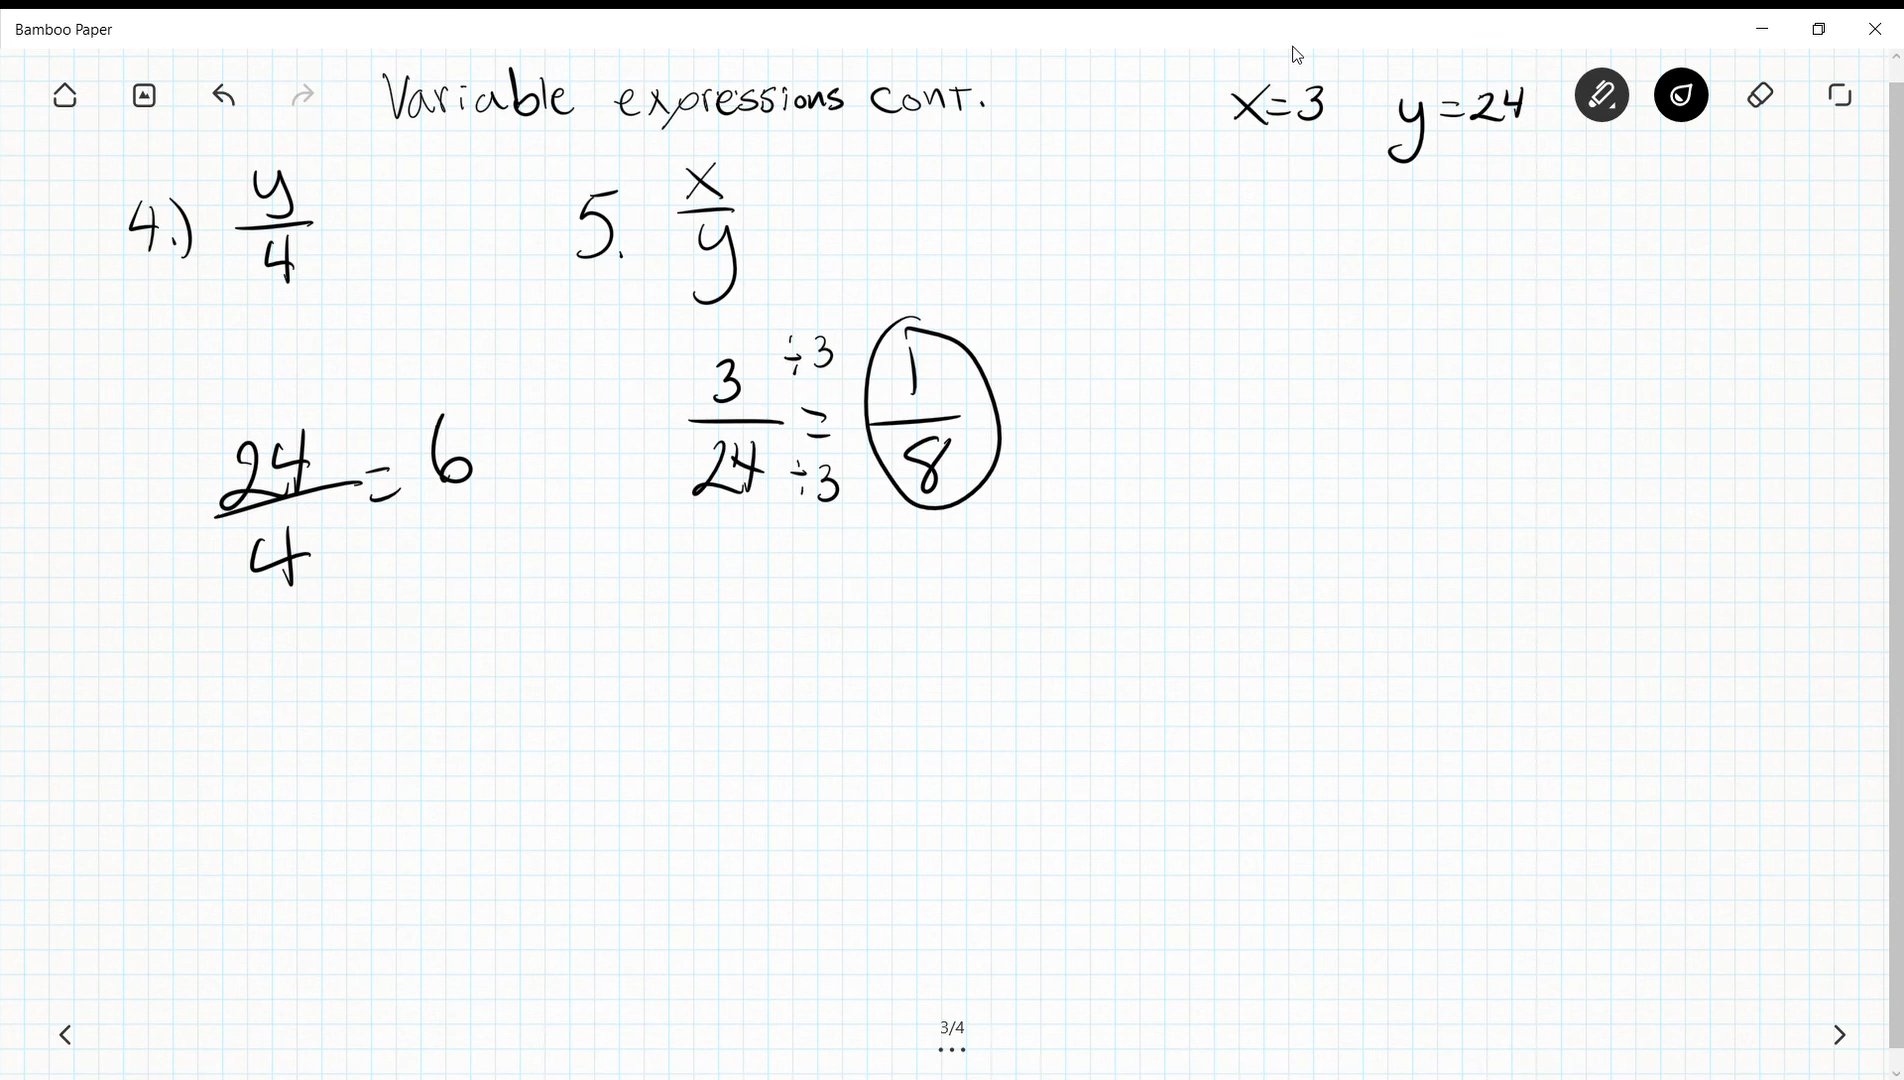 Bamboo Paper
Variable expressions cont. x=3 y=24
4.) y/4 5. x/y
24/4 = 6
3/24 ÷3 ÷3 = 1/8
3/4